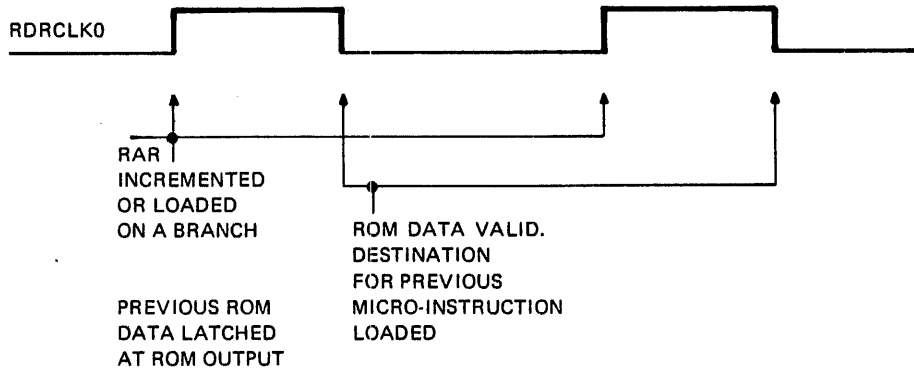 RDRCLK0
RAR
INCREMENTED
OR LOADED
ON A BRANCH
PREVIOUS ROM
DATA LATCHED
AT ROM OUTPUT
ROM DATA VALID.
DESTINATION
FOR PREVIOUS
MICRO-INSTRUCTION
LOADED